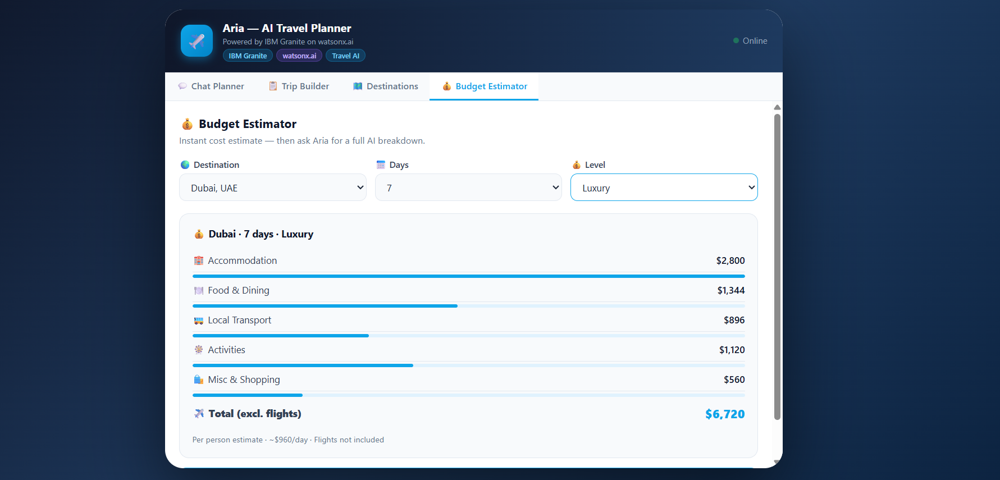 Aria — AI Travel Planner
Powered by IBM Granite on watsonx.ai
IBM Granite watsonx.ai Travel AI
Online
Chat Planner Trip Builder Destinations Budget Estimator
Budget Estimator
Instant cost estimate — then ask Aria for a full AI breakdown.
Destination Days Level
Dubai, UAE 7 Luxury
Dubai · 7 days · Luxury
Accommodation $2,800
Food & Dining $1,344
Local Transport $896
Activities $1,120
Misc & Shopping $560
Total (excl. flights) $6,720
Per person estimate · ~$960/day · Flights not included